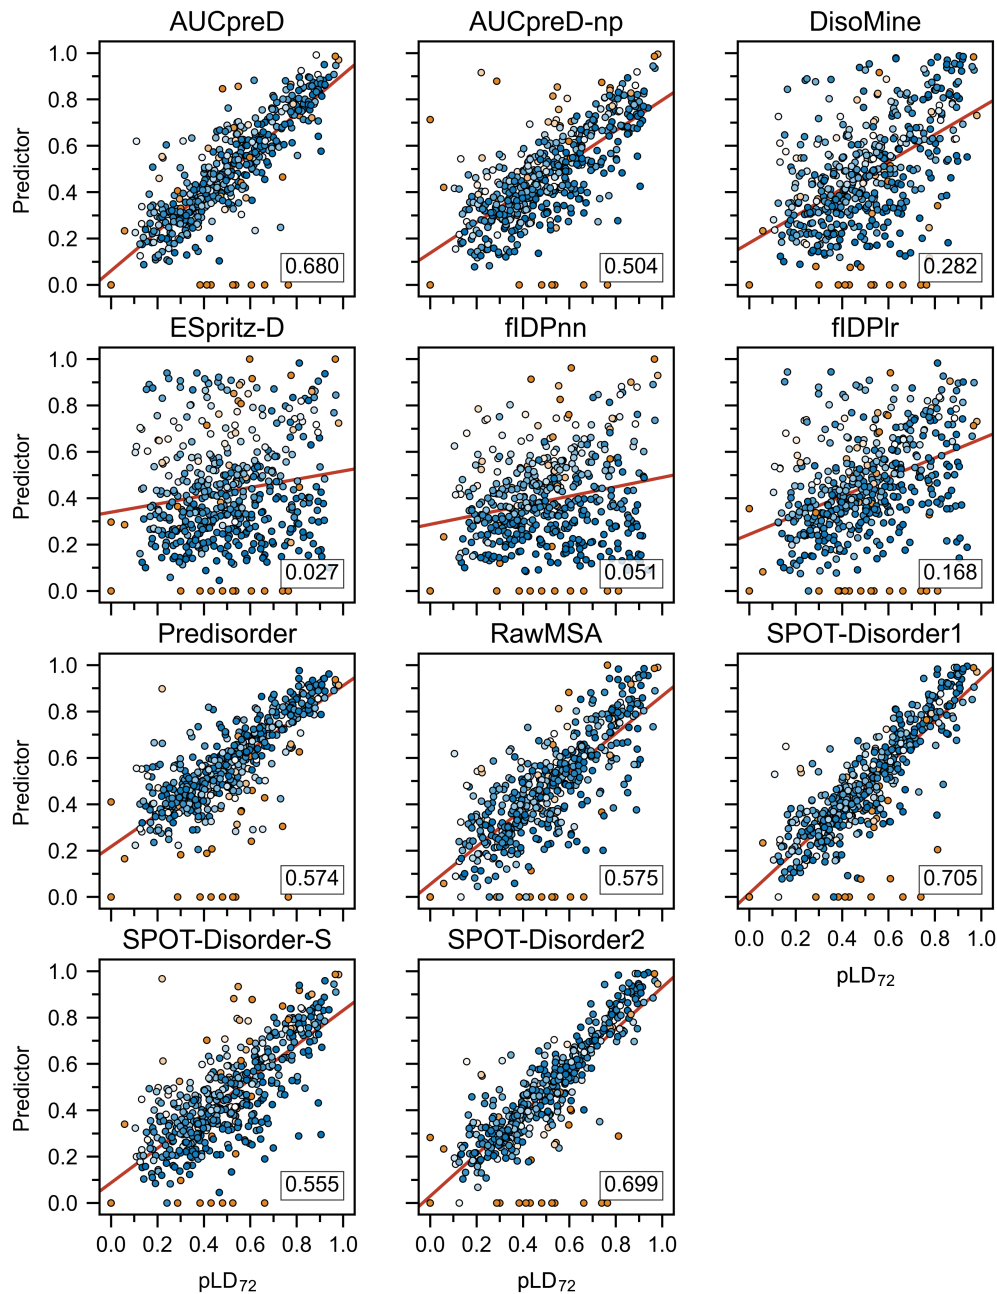 AUCpreD AUCpreD-np DisoMine
1.0
0.8
0.6
0.4
0.2
0.0
Predictor
0.680 0.504 0.282
ESpritz-D flDPnn flDPlr
1.0
0.8
0.6
0.4
0.2
0.0
Predictor
0.027 0.051 0.168
Predisorder RawMSA SPOT-Disorder1
1.0
0.8
0.6
0.4
0.2
0.0
Predictor
0.574 0.575 0.705
0.0 0.2 0.4 0.6 0.8 1.0
pLD72
SPOT-Disorder-S SPOT-Disorder2
1.0
0.8
0.6
0.4
0.2
0.0
Predictor
0.555 0.699
0.0 0.2 0.4 0.6 0.8 1.0 0.0 0.2 0.4 0.6 0.8 1.0
pLD72 pLD72